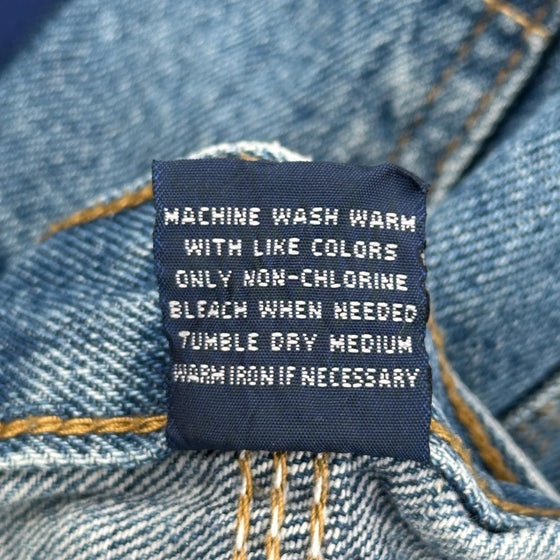 MACHINE WASH WARM
WITH LIKE COLORS
ONLY NON-CHLORINE
BLEACH WHEN NEEDED
TUMBLE DRY MEDIUM
WARM IRON IF NECESSARY